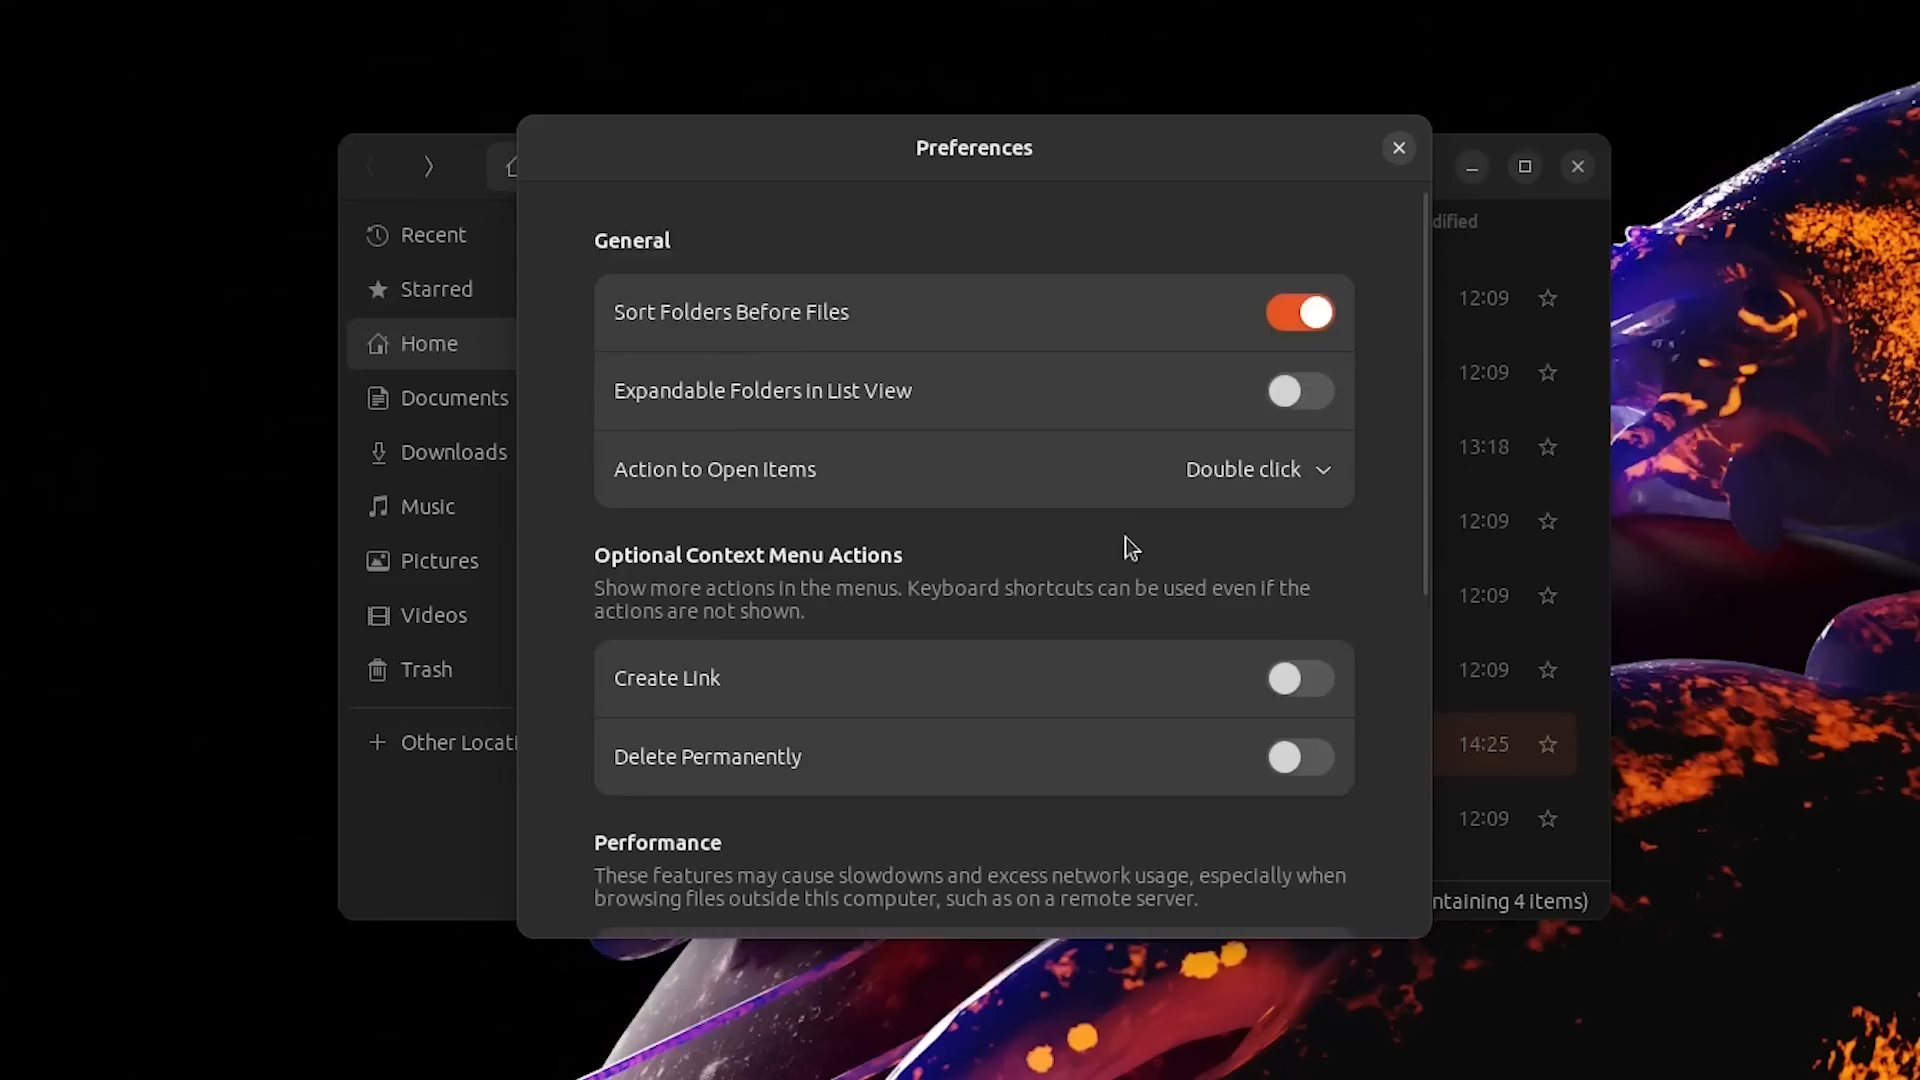 Preferences
General
Sort Folders Before Files
Expandable Folders in List View
Action to Open Items
Double click
Optional Context Menu Actions
Show more actions in the menus. Keyboard shortcuts can be used even if the
actions are not shown.
Create Link
Delete Permanently
Performance
These features may cause slowdowns and excess network usage, especially when
browsing files outside this computer, such as on a remote server.
Recent
Starred
Home
Documents
Downloads
Music
Pictures
Videos
Trash
Other Locati
dified
12:09
12:09
13:18
12:09
12:09
12:09
14:25
12:09
ntaining 4 items)